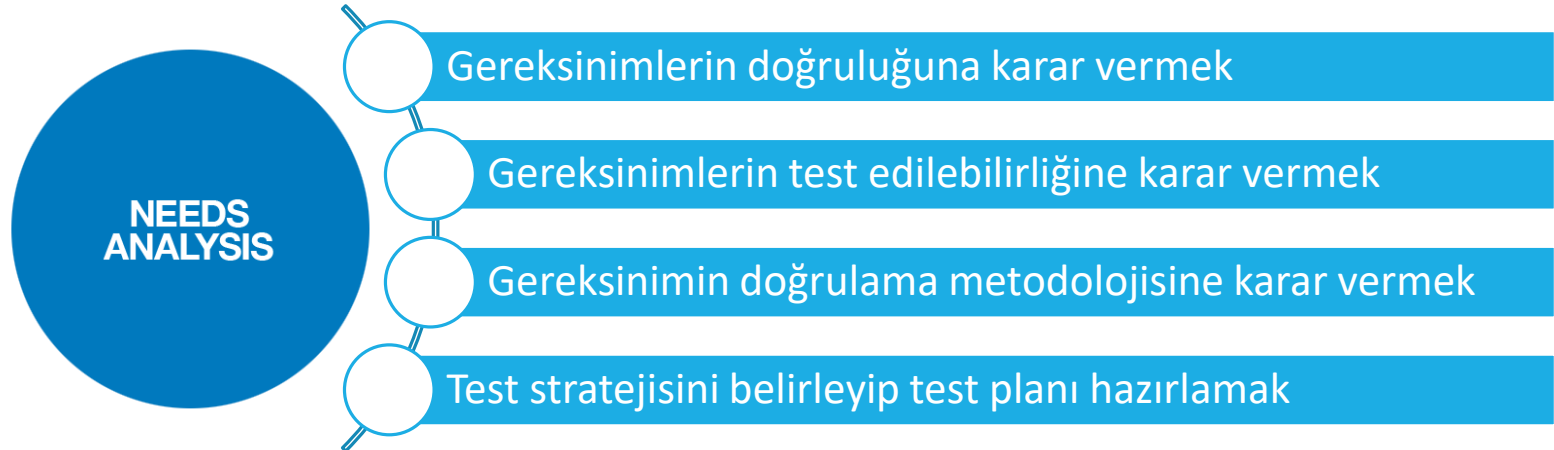 NEEDS
ANALYSIS
Gereksinimlerin doğruluğuna karar vermek
Gereksinimlerin test edilebilirliğine karar vermek
Gereksinimin doğrulama metodolojisine karar vermek
Test stratejisini belirleyip test planı hazırlamak